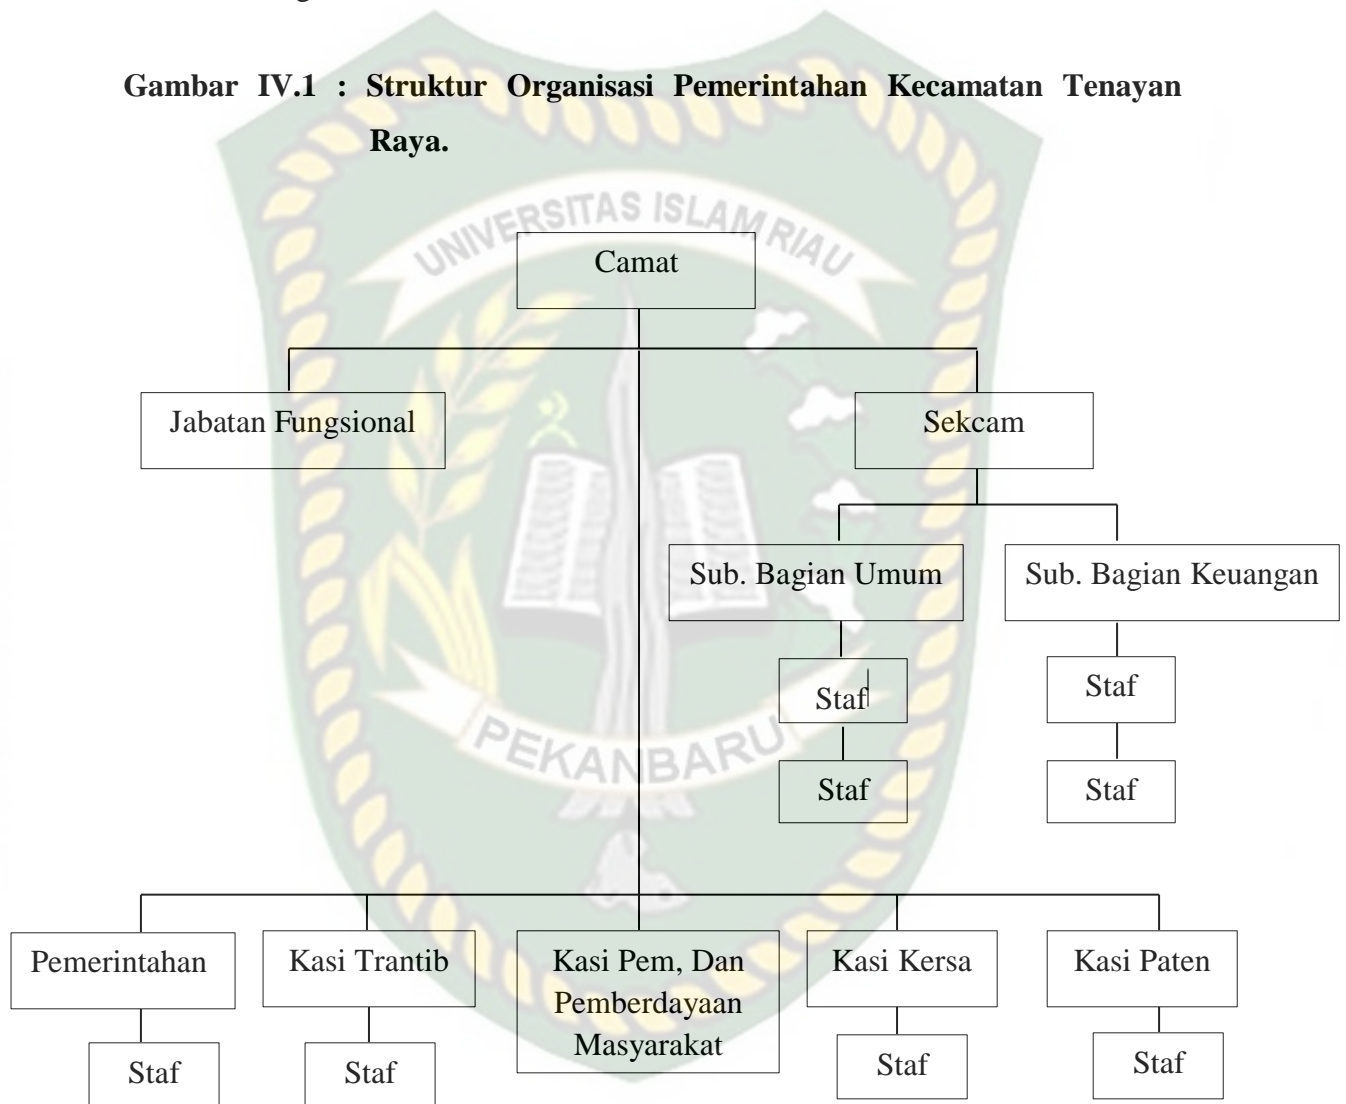 Gambar IV.1 : Struktur Organisasi Pemerintahan Kecamatan Tenayan
Raya.
UNIVERSITAS ISLAM RIAU
Camat
Jabatan Fungsional
Sekcam
Sub. Bagian Umum
Sub. Bagian Keuangan
Staf
Staf
PEKANBARU
Staf
Staf
Pemerintahan
Kasi Trantib
Kasi Pem, Dan
Pemberdayaan
Masyarakat
Kasi Kersa
Kasi Paten
Staf
Staf
Staf
Staf